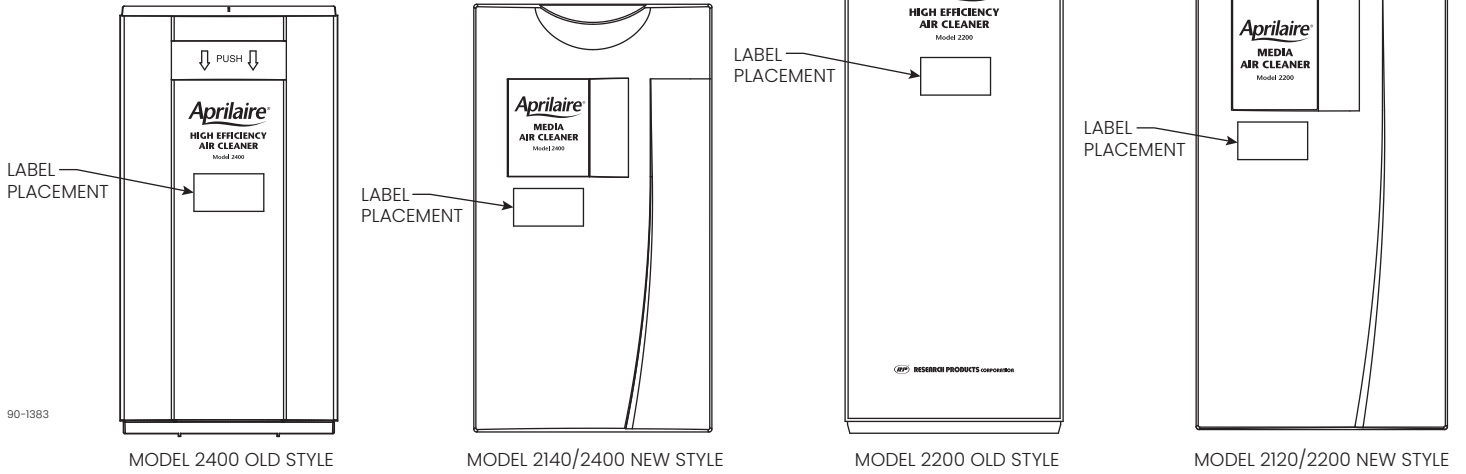 PUSH
Aprilaire®
HIGH EFFICIENCY
AIR CLEANER
Model 2400
LABEL
PLACEMENT
90-1383
MODEL 2400 OLD STYLE
Aprilaire®
MEDIA
AIR CLEANER
Model 2400
LABEL
PLACEMENT
MODEL 2140/2400 NEW STYLE
HIGH EFFICIENCY
AIR CLEANER
Model 2200
LABEL
PLACEMENT
RP RESEARCH PRODUCTS CORPORATION
MODEL 2200 OLD STYLE
Aprilaire®
MEDIA
AIR CLEANER
Model 2200
LABEL
PLACEMENT
MODEL 2120/2200 NEW STYLE